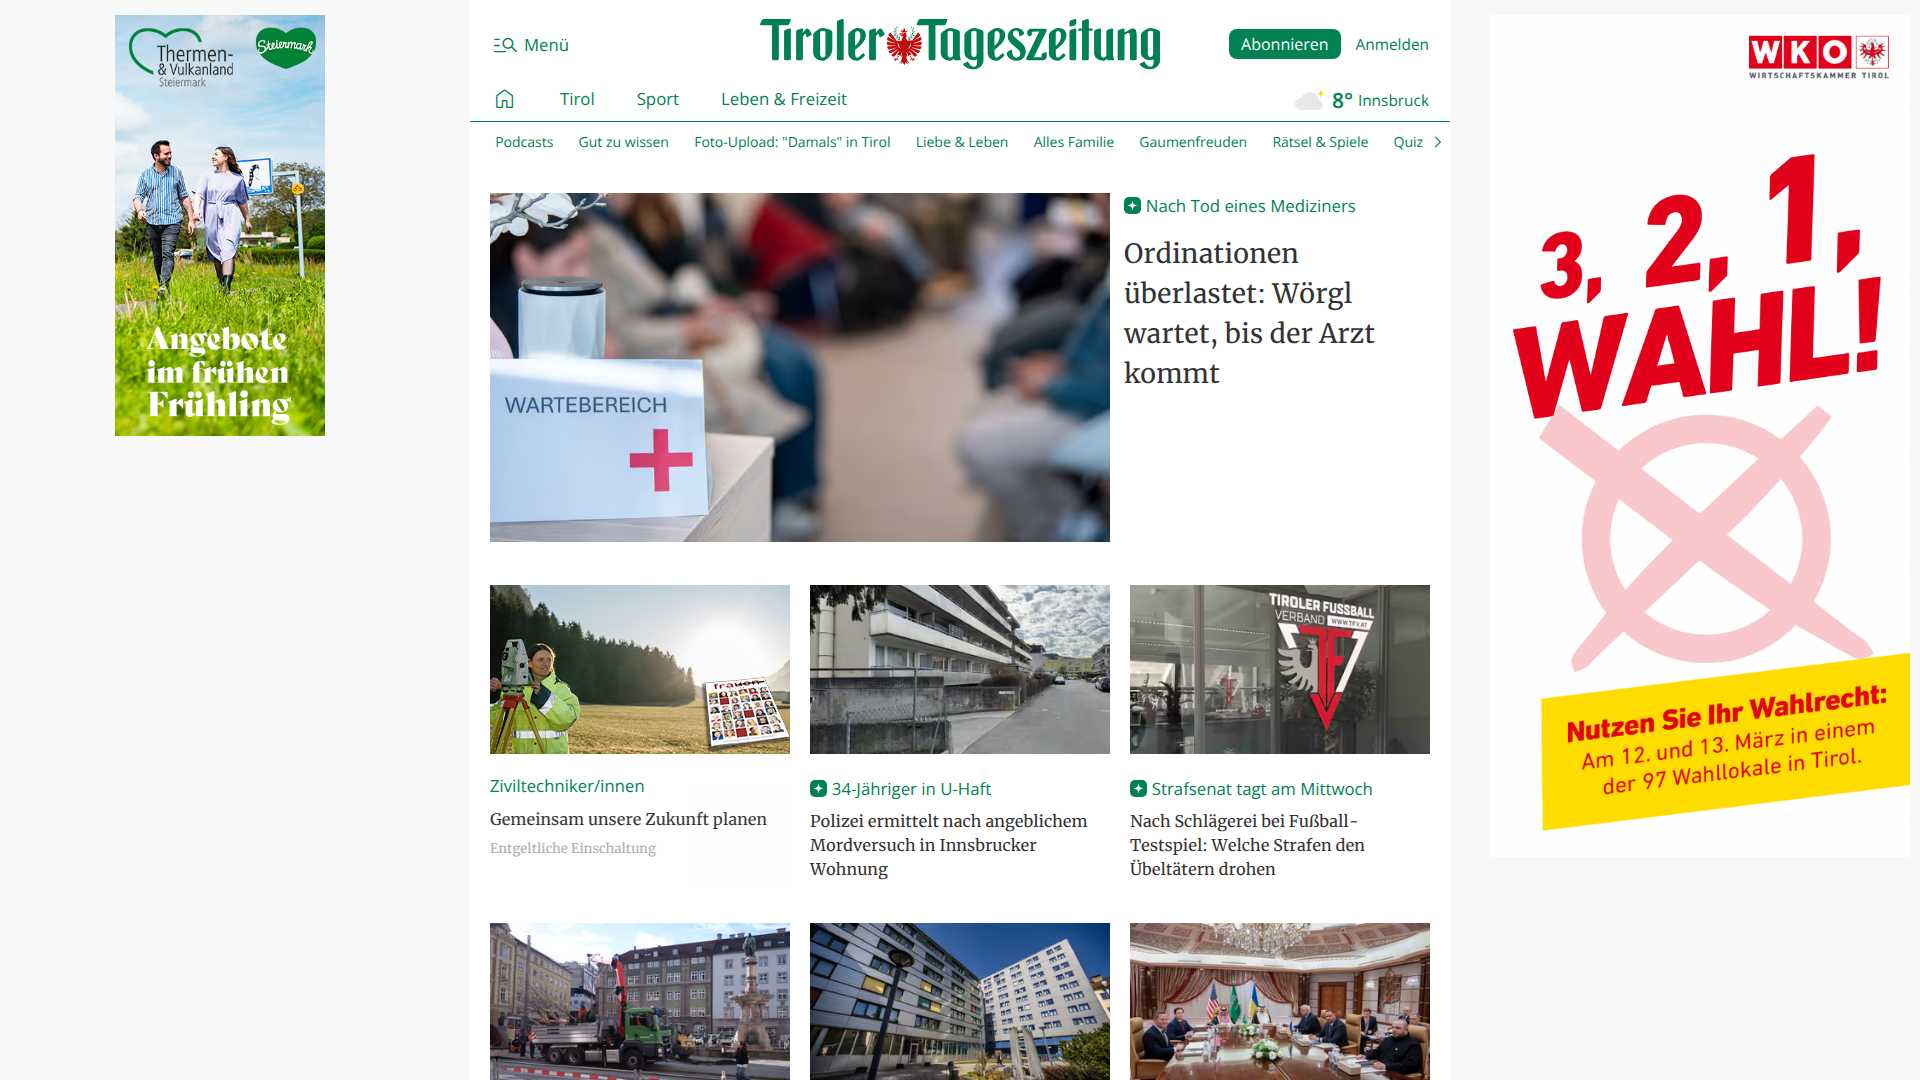 Thermen-
& Vulkanland
Steiermark
Steiermark
Angebote
im frühen
Frühling
Menü
Tiroler Tageszeitung
Abonnieren
Anmelden
Tirol
Sport
Leben & Freizeit
8° Innsbruck
Podcasts
Gut zu wissen
Foto-Upload: "Damals" in Tirol
Liebe & Leben
Alles Familie
Gaumenfreuden
Rätsel & Spiele
Quiz
WARTEBEREICH
Nach Tod eines Mediziners
Ordinationen
überlastet: Wörgl
wartet, bis der Arzt
kommt
frauen
Ziviltechniker/innen
Gemeinsam unsere Zukunft planen
Entgeltliche Einschaltung
34-Jähriger in U-Haft
Polizei ermittelt nach angeblichem
Mordversuch in Innsbrucker
Wohnung
TIROLER FUSSBALL
VERBAND WWW.TFV.AT
Strafsenat tagt am Mittwoch
Nach Schlägerei bei Fußball-
Testspiel: Welche Strafen den
Übeltätern drohen
WKO
WIRTSCHAFTSKAMMER TIROL
3, 2, 1,
WAHL!
Nutzen Sie Ihr Wahlrecht:
Am 12. und 13. März in einem
der 97 Wahllokale in Tirol.